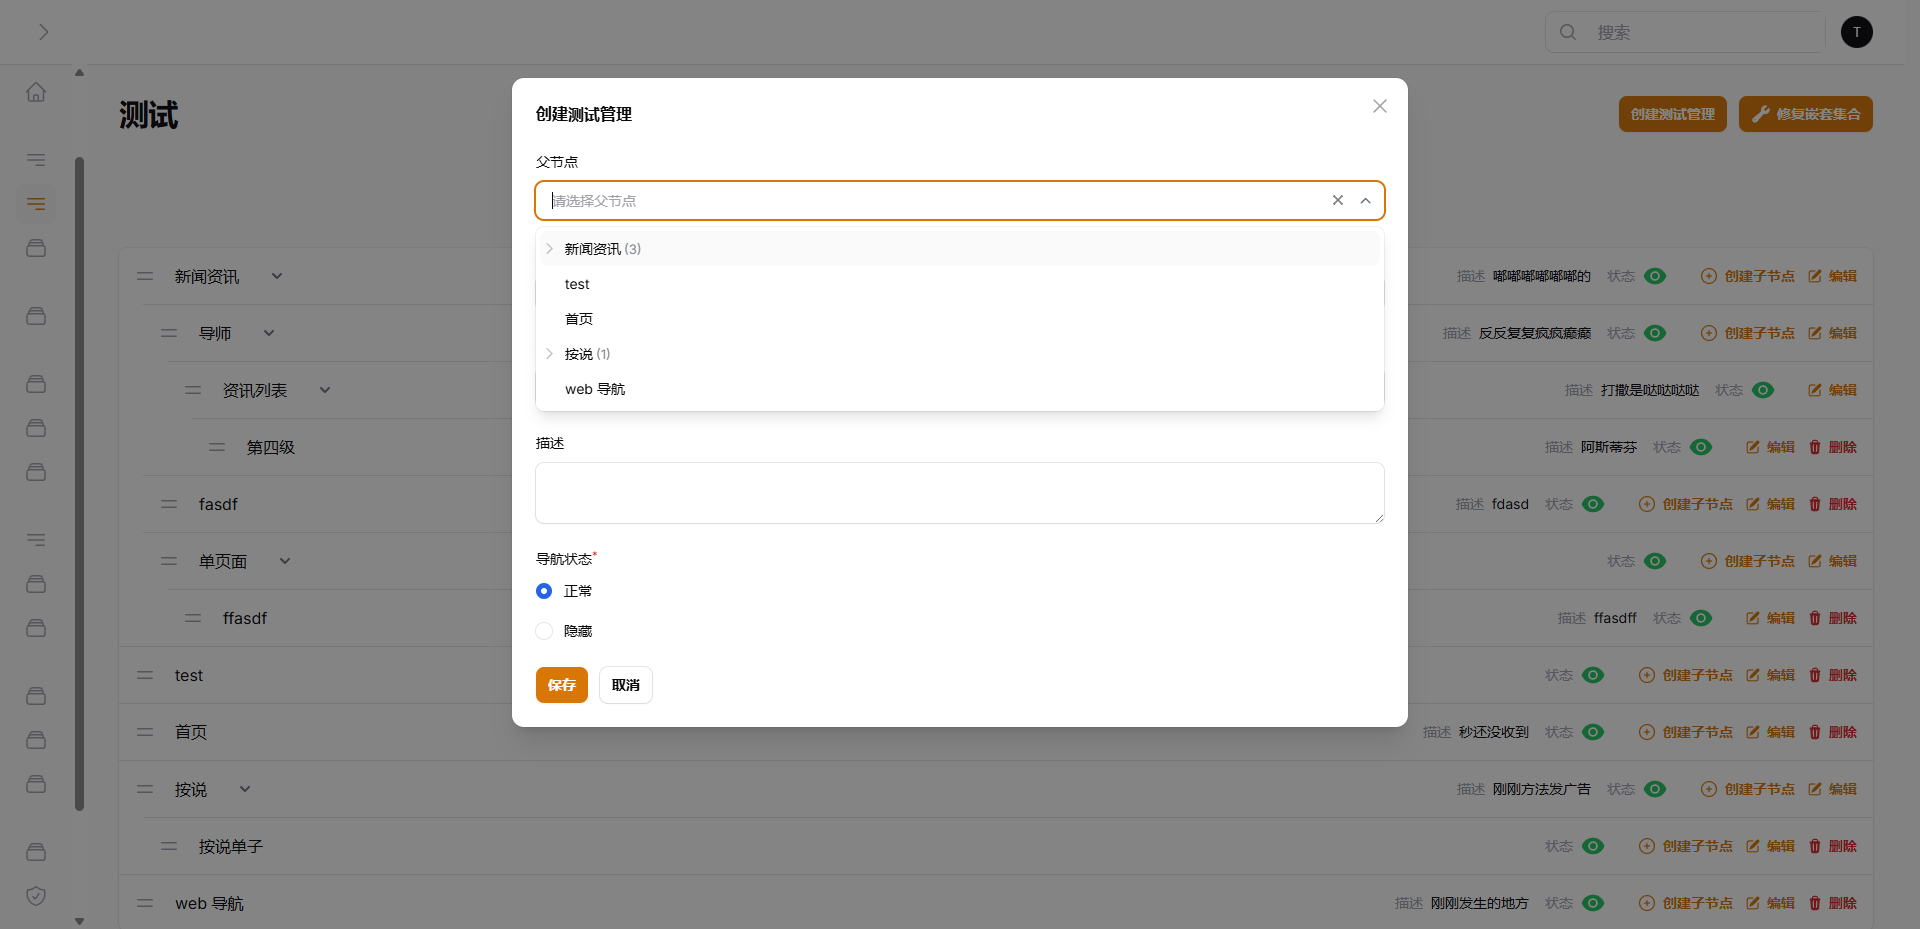 搜索
T
测试
创建测试管理
修复嵌套集合
创建测试管理
父节点
请选择父节点
新闻资讯 (3)
test
首页
按说 (1)
web 导航
描述
导航状态*
正常
隐藏
保存
取消
新闻资讯
描述 嘟嘟嘟嘟嘟嘟的 状态 创建子节点 编辑
导师
描述 反反复复疯疯癫癫 状态 创建子节点 编辑
资讯列表
描述 打撒是哒哒哒哒 状态 编辑
第四级
描述 阿斯蒂芬 状态 编辑 删除
fasdf
描述 fdasd 状态 创建子节点 编辑 删除
单页面
状态 创建子节点 编辑
ffasdf
描述 ffasdff 状态 编辑 删除
test
状态 创建子节点 编辑 删除
首页
描述 秒还没收到 状态 创建子节点 编辑 删除
按说
描述 刚刚方法发广告 状态 创建子节点 编辑
按说单子
状态 创建子节点 编辑 删除
web 导航
描述 刚刚发生的地方 状态 创建子节点 编辑 删除